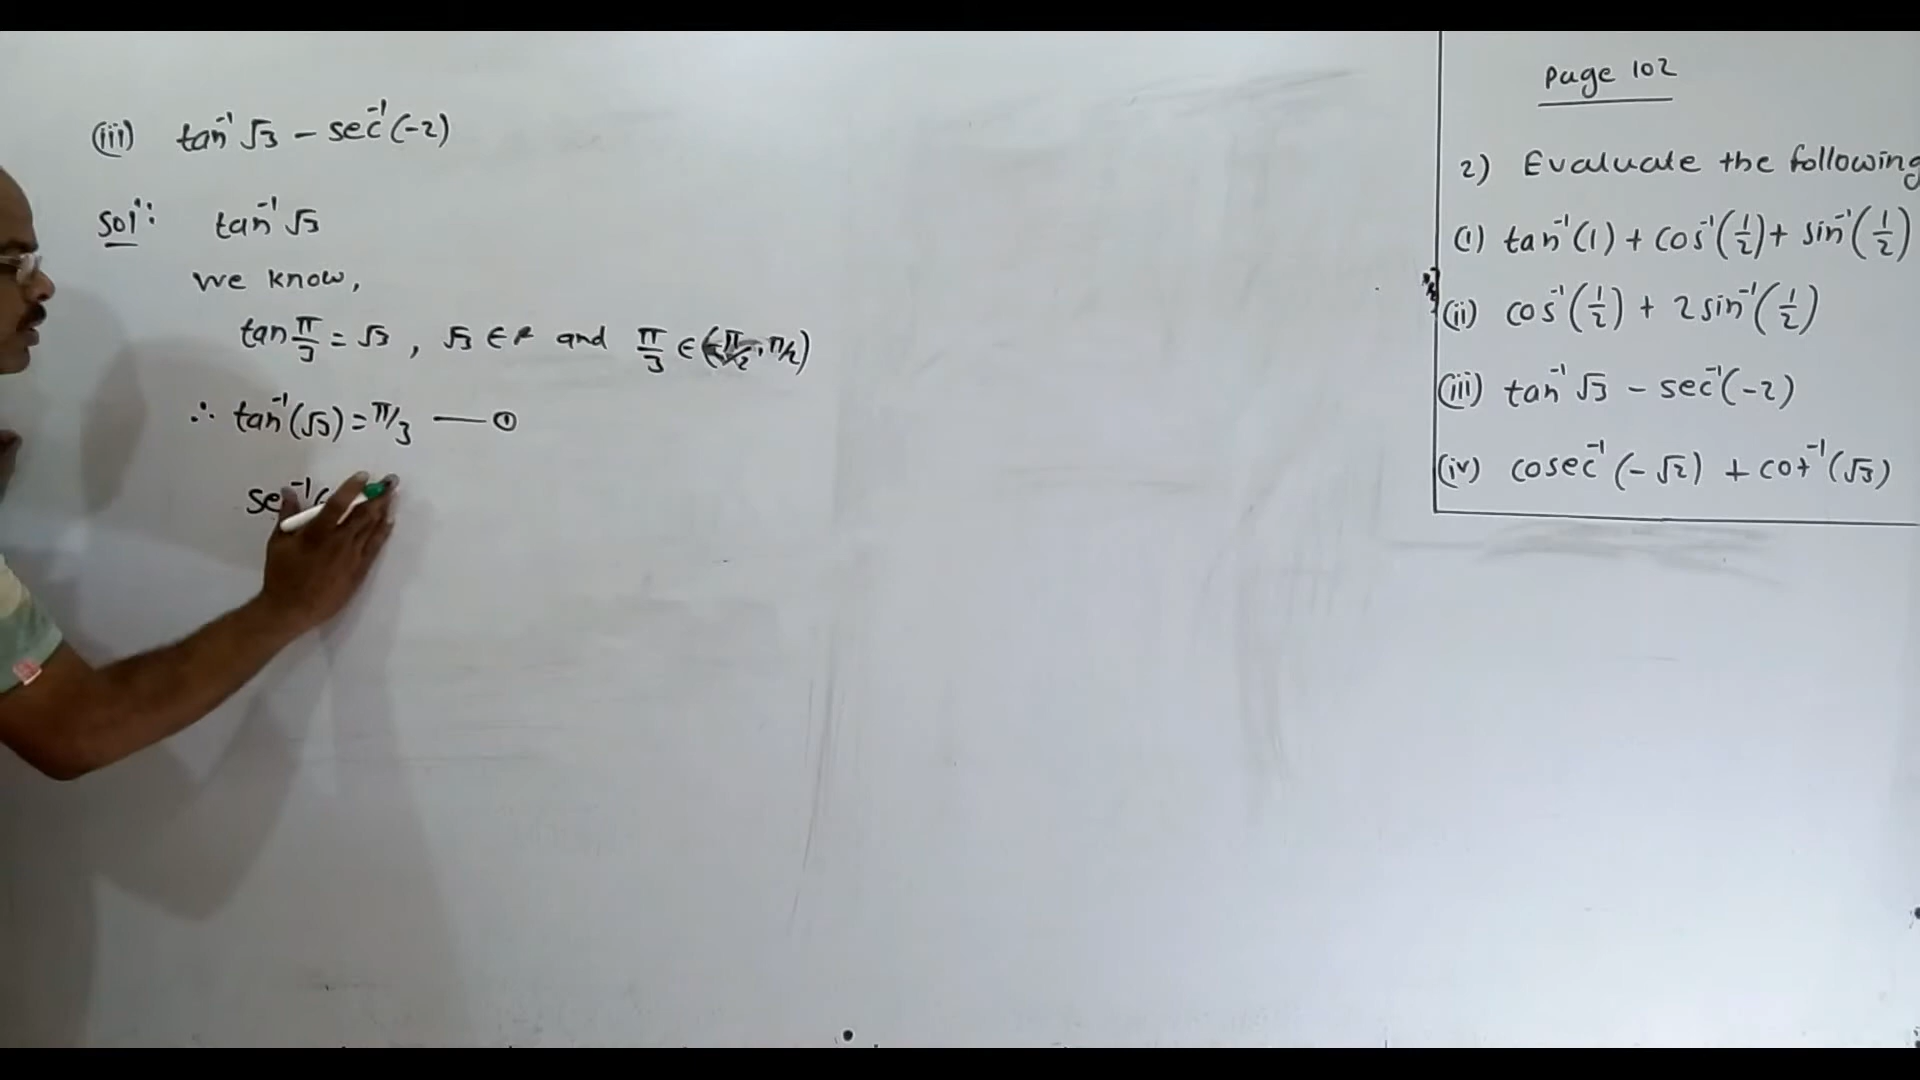 (iii) tan⁻¹ √3 − sec⁻¹ (−2)
Solⁿ: tan⁻¹ √3
we know,
tan π/3 = √3 , √3 ∈ R and π/3 ∈ (−π/2, π/2)
∴ tan⁻¹ (√3) = π/3 — ①
Page 102
2) Evaluate the following
(i) tan⁻¹ (1) + cos⁻¹ (1/2) + sin⁻¹ (1/2)
(ii) cos⁻¹ (1/2) + 2 sin⁻¹ (1/2)
(iii) tan⁻¹ √3 − sec⁻¹ (−2)
(iv) cosec⁻¹ (−√2) + cot⁻¹ (√3)